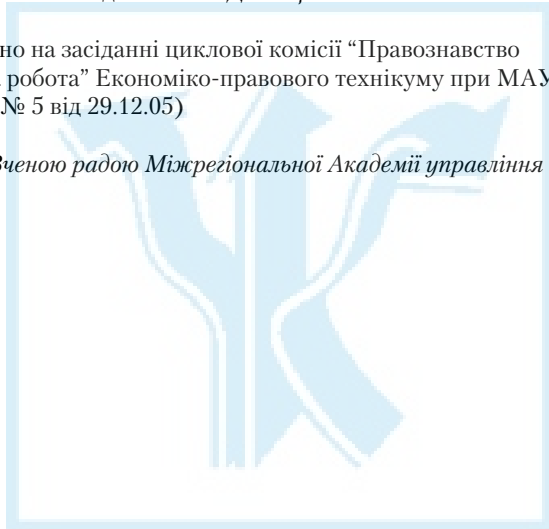 но на засіданні циклової комісії “Правознавство
робота” Економіко-правового технікуму при МАУ
№ 5 від 29.12.05)
Вченою радою Міжрегіональної Академії управління